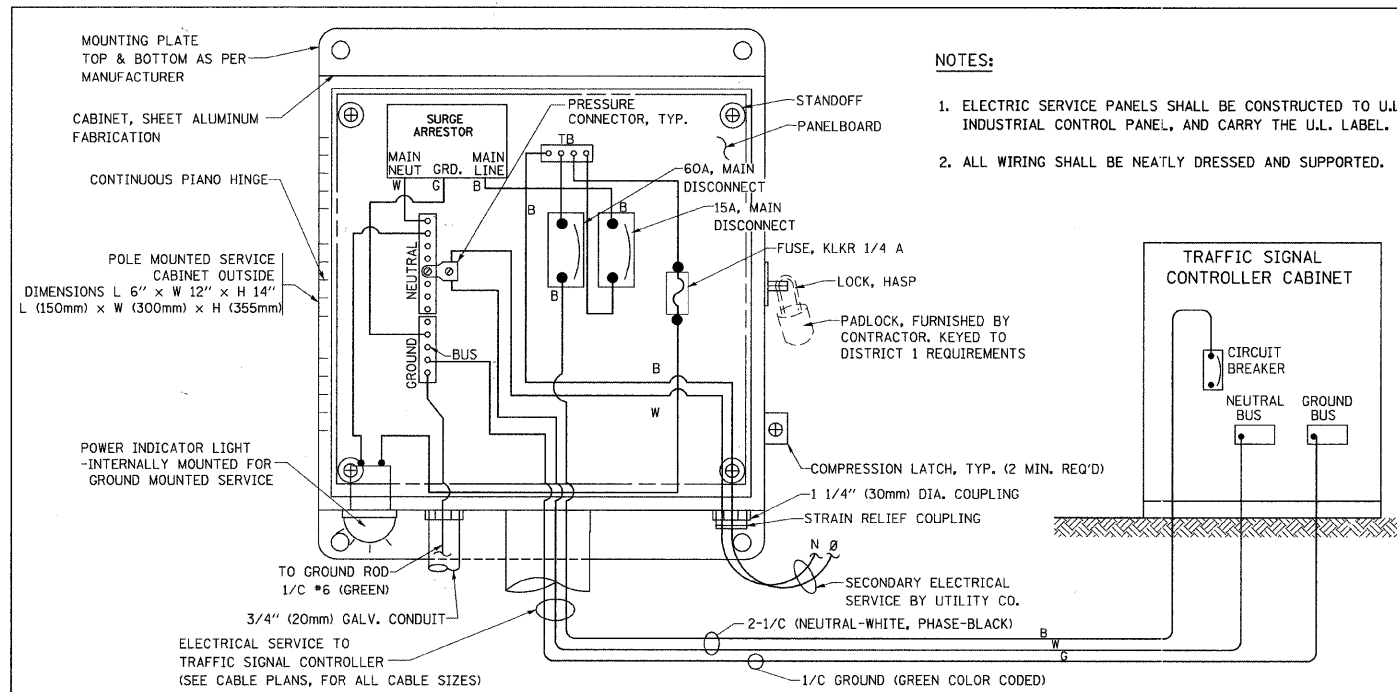 MOUNTING PLATE
TOP & BOTTOM AS PER
MANUFACTURER
CABINET, SHEET ALUMINUM
FABRICATION
CONTINUOUS PIANO HINGE
POLE MOUNTED SERVICE
CABINET OUTSIDE
DIMENSIONS L 6" x W 12" x H 14"
L (150mm) x W (300mm) x H (355mm)
POWER INDICATOR LIGHT
-INTERNALLY MOUNTED FOR
GROUND MOUNTED SERVICE
TO GROUND ROD
1/C #6 (GREEN)
3/4" (20mm) GALV. CONDUIT
ELECTRICAL SERVICE TO
TRAFFIC SIGNAL CONTROLLER
(SEE CABLE PLANS, FOR ALL CABLE SIZES)
SURGE
ARRESTOR
MAIN
NEUT
GRD.
MAIN
LINE
W
G
B
NEUTRAL
GROUND
BUS
PRESSURE
CONNECTOR, TYP.
TB
B
B
B
B
W
STANDOFF
PANELBOARD
60A, MAIN
DISCONNECT
15A, MAIN
DISCONNECT
FUSE, KLKR 1/4 A
LOCK, HASP
PADLOCK, FURNISHED BY
CONTRACTOR. KEYED TO
DISTRICT 1 REQUIREMENTS
COMPRESSION LATCH, TYP. (2 MIN. REQ'D)
1 1/4" (30mm) DIA. COUPLING
STRAIN RELIEF COUPLING
N Ø
SECONDARY ELECTRICAL
SERVICE BY UTILITY CO.
2-1/C (NEUTRAL-WHITE, PHASE-BLACK)
B
W
G
1/C GROUND (GREEN COLOR CODED)
NOTES:
1. ELECTRIC SERVICE PANELS SHALL BE CONSTRUCTED TO U.L
INDUSTRIAL CONTROL PANEL, AND CARRY THE U.L. LABEL.
2. ALL WIRING SHALL BE NEATLY DRESSED AND SUPPORTED.
TRAFFIC SIGNAL
CONTROLLER CABINET
CIRCUIT
BREAKER
NEUTRAL
BUS
GROUND
BUS